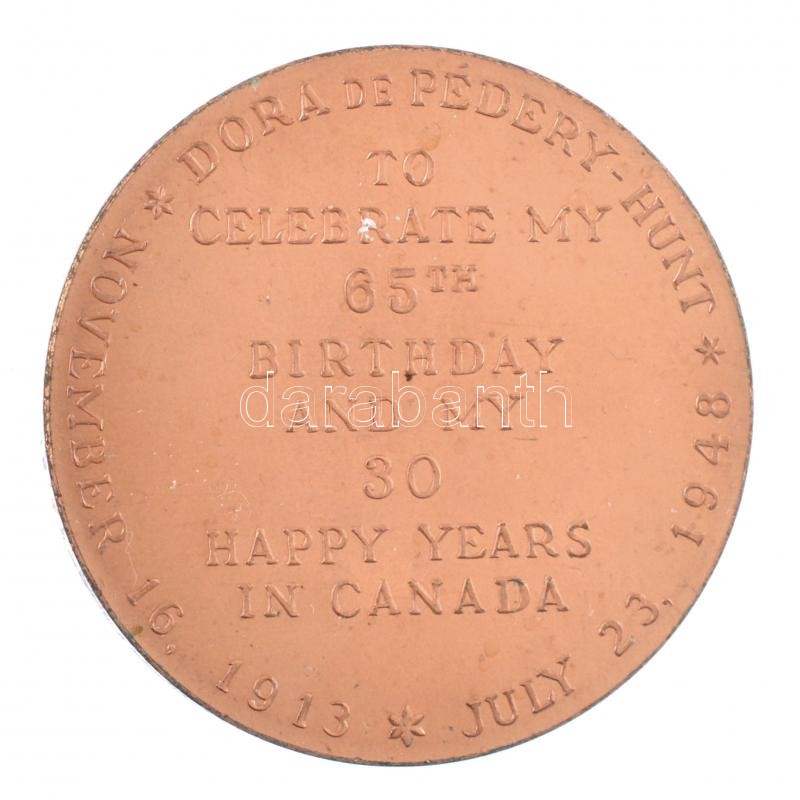 DORA DE PÉDERY-HUNT
TO
CELEBRATE MY
65TH
BIRTHDAY
AND MY
30
HAPPY YEARS
IN CANADA
NOVEMBER 16, 1913 * JULY 23, 1948
darabanth